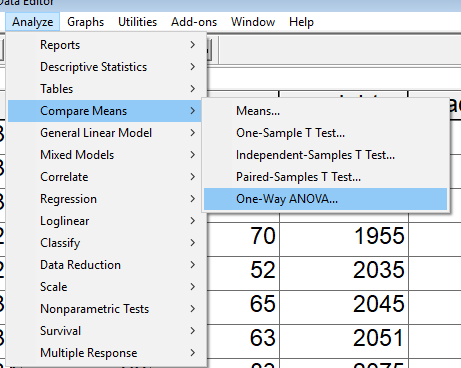 Data Editor
Analyze Graphs Utilities Add-ons Window Help
Reports
Descriptive Statistics
Tables
Compare Means
General Linear Model
Mixed Models
Correlate
Regression
Loglinear
Classify
Data Reduction
Scale
Nonparametric Tests
Survival
Multiple Response
Means...
One-Sample T Test...
Independent-Samples T Test...
Paired-Samples T Test...
One-Way ANOVA...
70 1955
52 2035
65 2045
63 2051